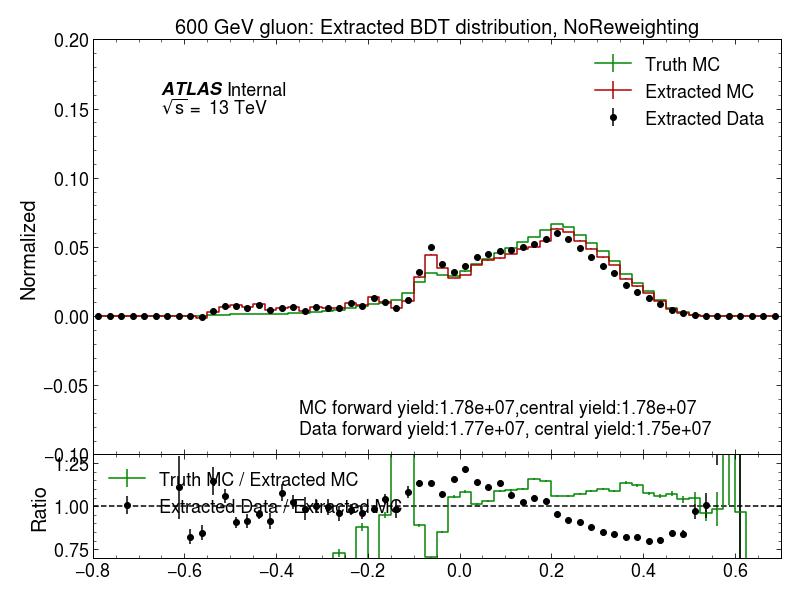 600 GeV gluon: Extracted BDT distribution, NoReweighting
0.20
0.15
0.10
0.05
0.00
−0.05
−0.10
Normalized
ATLAS Internal
√s = 13 TeV
Truth MC
Extracted MC
Extracted Data
MC forward yield:1.78e+07,central yield:1.78e+07
Data forward yield:1.77e+07, central yield:1.75e+07
1.25
1.00
0.75
Ratio
Truth MC / Extracted MC
Extracted Data / Extracted MC
−0.8 −0.6 −0.4 −0.2 0.0 0.2 0.4 0.6